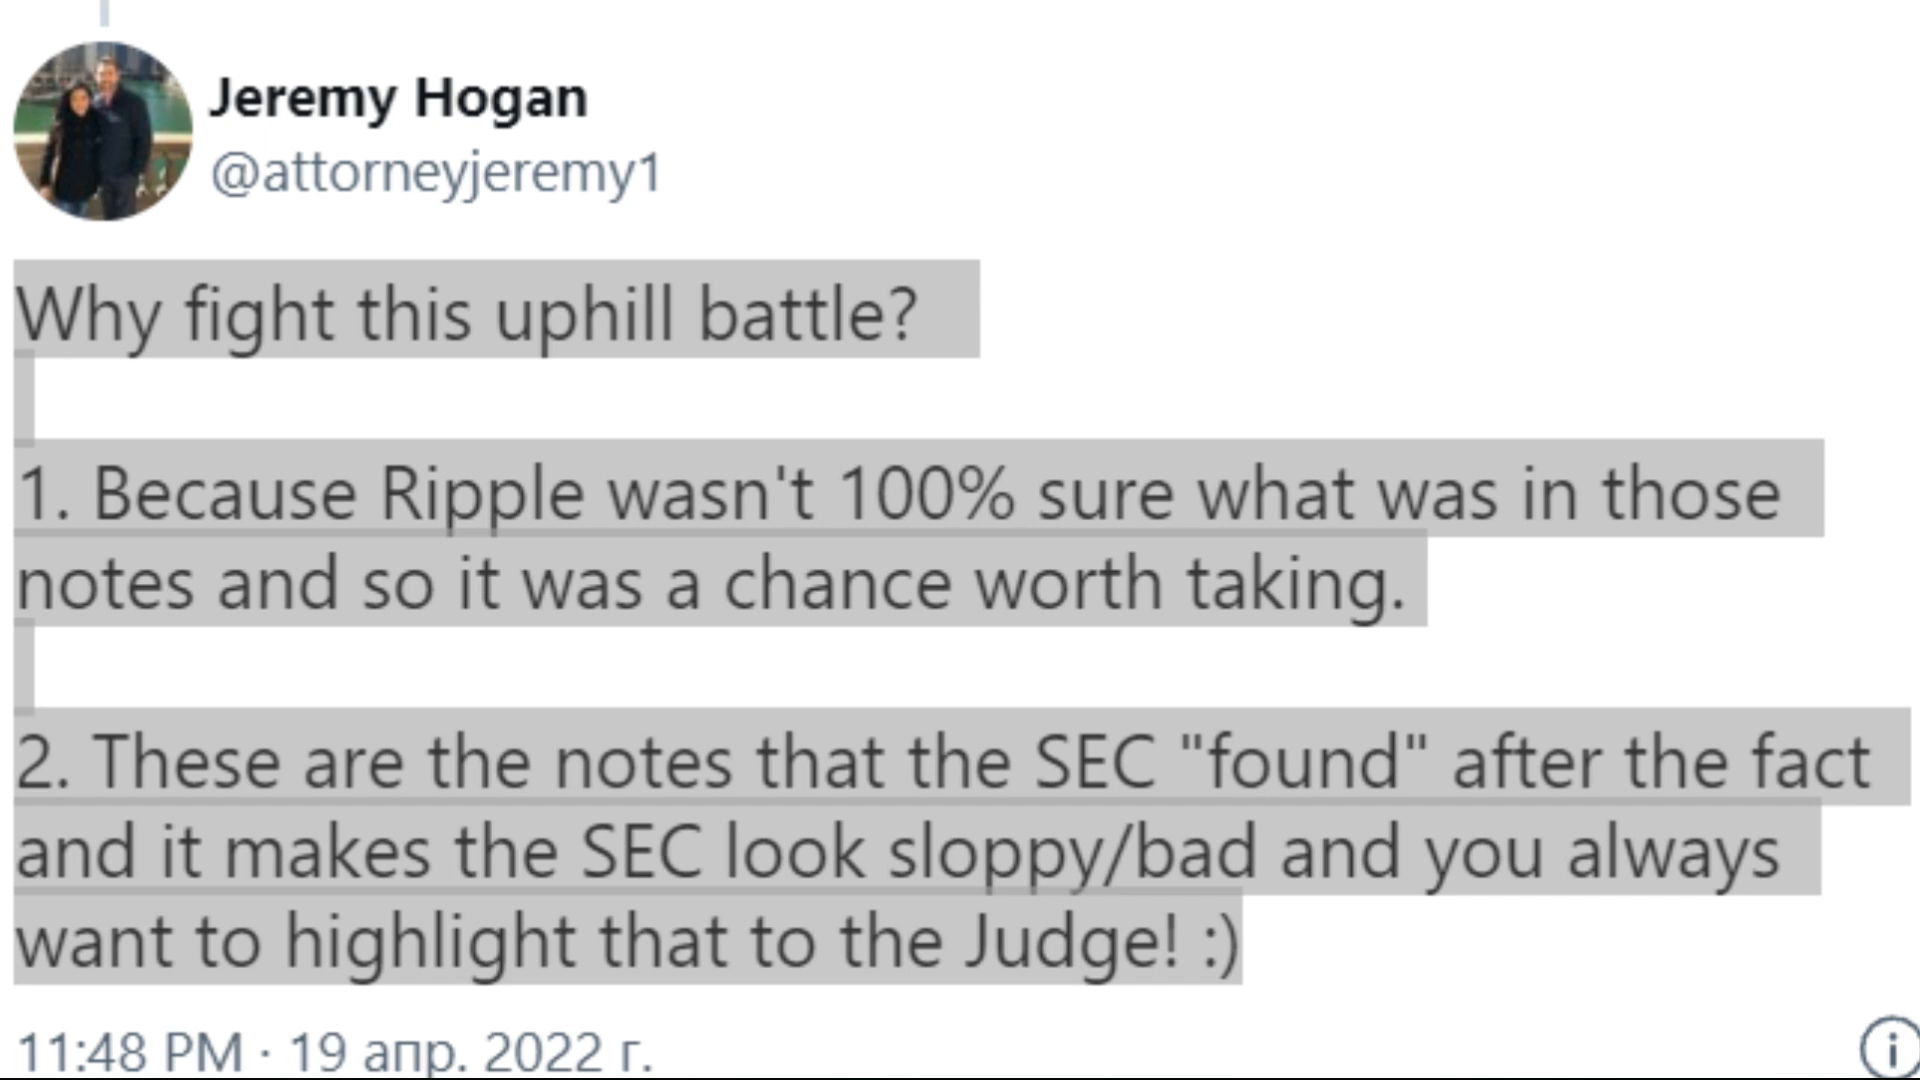 Jeremy Hogan
@attorneyjeremy1
Why fight this uphill battle?
1. Because Ripple wasn't 100% sure what was in those
notes and so it was a chance worth taking.
2. These are the notes that the SEC "found" after the fact
and it makes the SEC look sloppy/bad and you always
want to highlight that to the Judge! :)
11:48 PM · 19 апр. 2022 г.